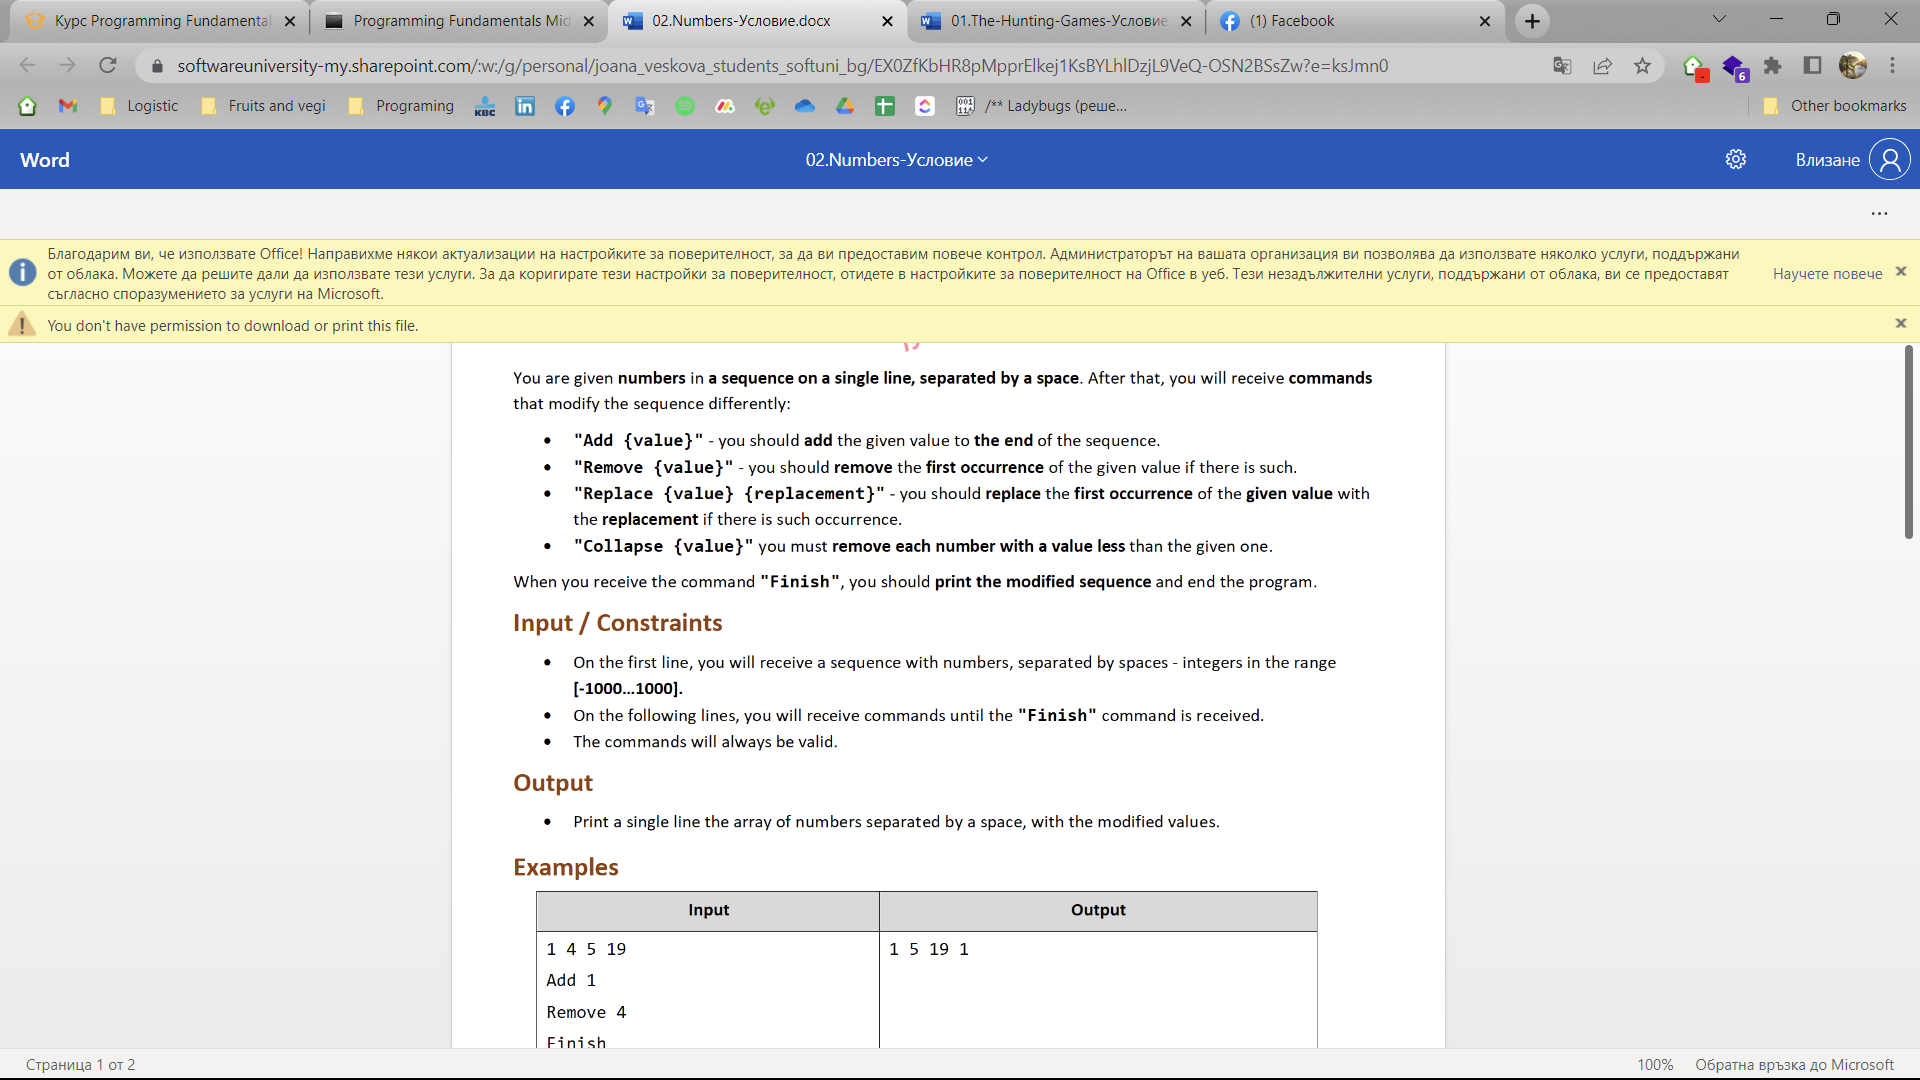 Курс Programming Fundamental
Programming Fundamentals Mid
02.Numbers-Условие.docx
01.The-Hunting-Games-Условие
(1) Facebook
softwareuniversity-my.sharepoint.com/:w:/g/personal/joana_veskova_students_softuni_bg/EX0ZfKbHR8pMpprElkej1KsBYLhlDzjL9VeQ-OSN2BSsZw?e=ksJmn0
6
Logistic
Fruits and vegi
Programing
KBC
/** Ladybugs (реше...
Other bookmarks
Word
02.Numbers-Условие
Влизане
Благодарим ви, че използвате Office! Направихме някои актуализации на настройките за поверителност, за да ви предоставим повече контрол. Администраторът на вашата организация ви позволява да използвате няколко услуги, поддържани
от облака. Можете да решите дали да използвате тези услуги. За да коригирате тези настройки за поверителност, отидете в настройките за поверителност на Office в уеб. Тези незадължителни услуги, поддържани от облака, ви се предоставят
съгласно споразумението за услуги на Microsoft.
Научете повече
You don't have permission to download or print this file.
You are given numbers in a sequence on a single line, separated by a space. After that, you will receive commands
that modify the sequence differently:
• "Add {value}" - you should add the given value to the end of the sequence.
• "Remove {value}" - you should remove the first occurrence of the given value if there is such.
• "Replace {value} {replacement}" - you should replace the first occurrence of the given value with
the replacement if there is such occurrence.
• "Collapse {value}" you must remove each number with a value less than the given one.
When you receive the command "Finish", you should print the modified sequence and end the program.
Input / Constraints
• On the first line, you will receive a sequence with numbers, separated by spaces - integers in the range
[-1000...1000].
• On the following lines, you will receive commands until the "Finish" command is received.
• The commands will always be valid.
Output
• Print a single line the array of numbers separated by a space, with the modified values.
Examples
Input
Output
1 4 5 19
1 5 19 1
Add 1
Remove 4
Finish
Страница 1 от 2
100%
Обратна връзка до Microsoft